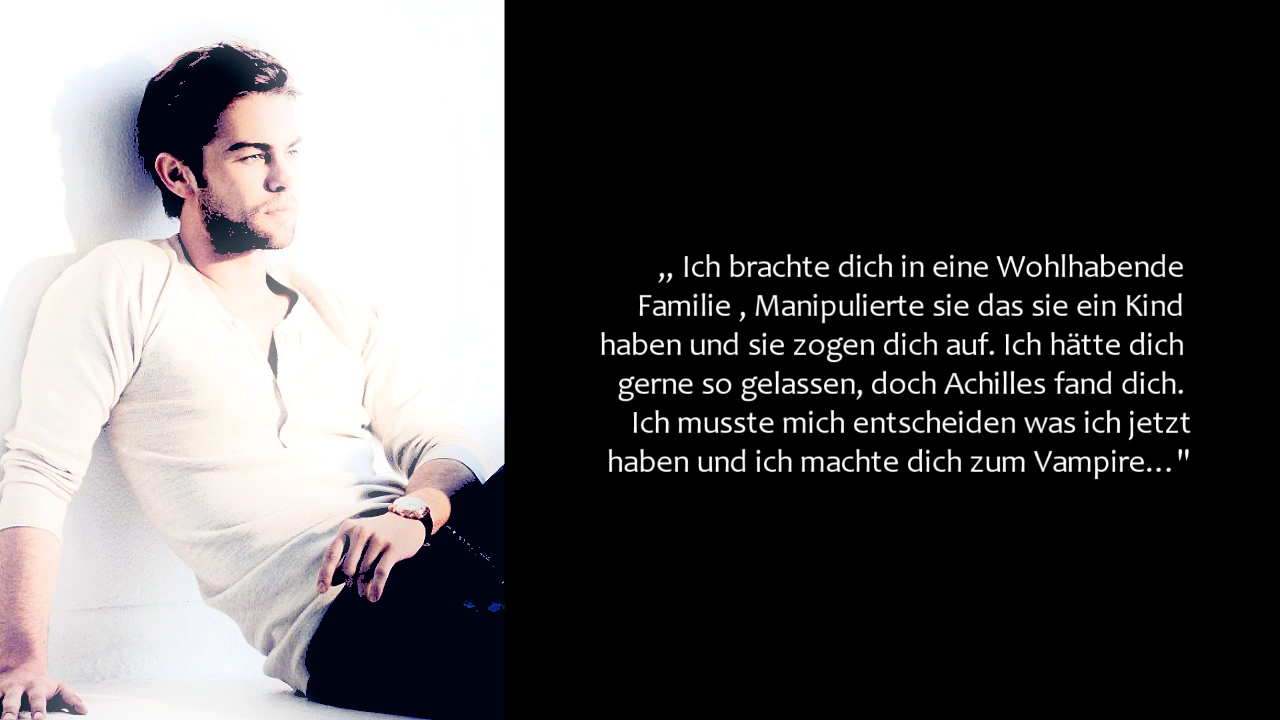 „ Ich brachte dich in eine Wohlhabende
Familie , Manipulierte sie das sie ein Kind
haben und sie zogen dich auf. Ich hätte dich
gerne so gelassen, doch Achilles fand dich.
Ich musste mich entscheiden was ich jetzt
haben und ich machte dich zum Vampire..."